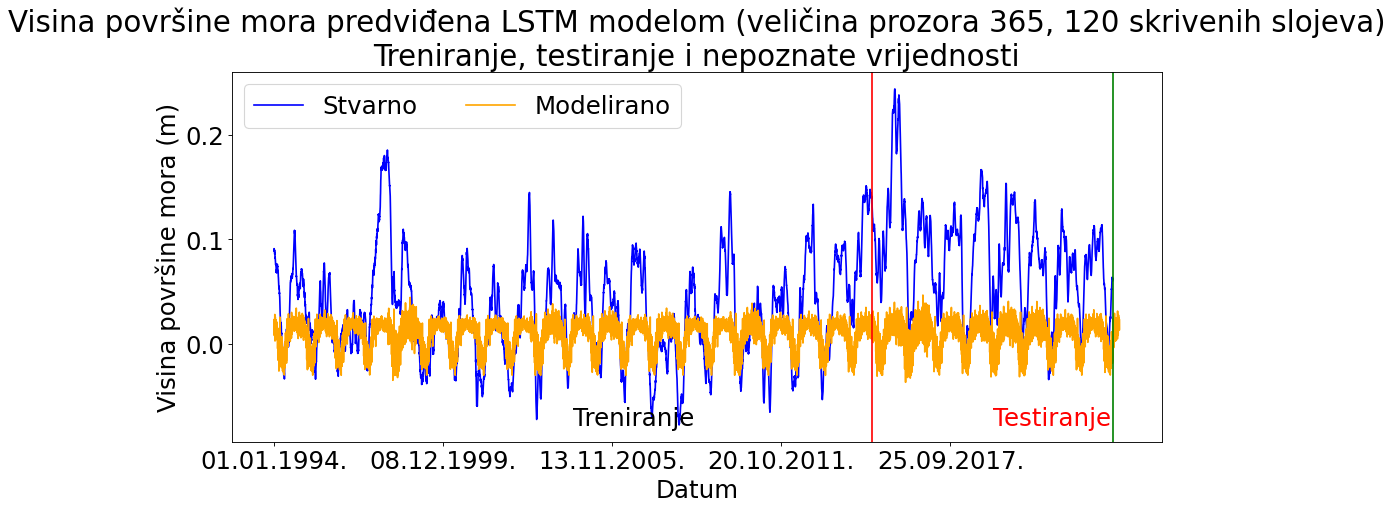 Visina površine mora predviđena LSTM modelom (veličina prozora 365, 120 skrivenih slojeva)
Treniranje, testiranje i nepoznate vrijednosti
Stvarno
Modelirano
Visina površine mora (m)
0.2
0.1
0.0
Treniranje
Testiranje
01.01.1994.
08.12.1999.
13.11.2005.
20.10.2011.
25.09.2017.
Datum